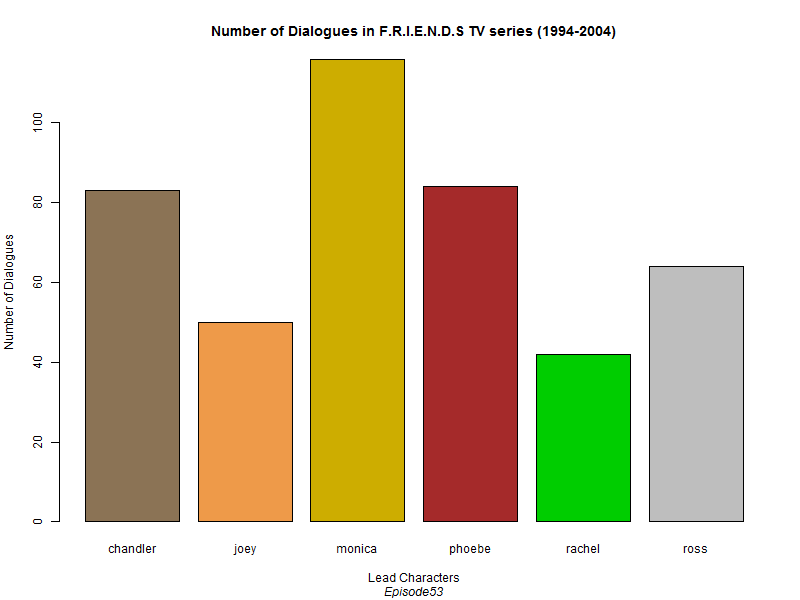 Number of Dialogues in F.R.I.E.N.D.S TV series (1994-2004)
Number of Dialogues
100
80
60
40
20
0
chandler joey monica phoebe rachel ross
Lead Characters
Episode53